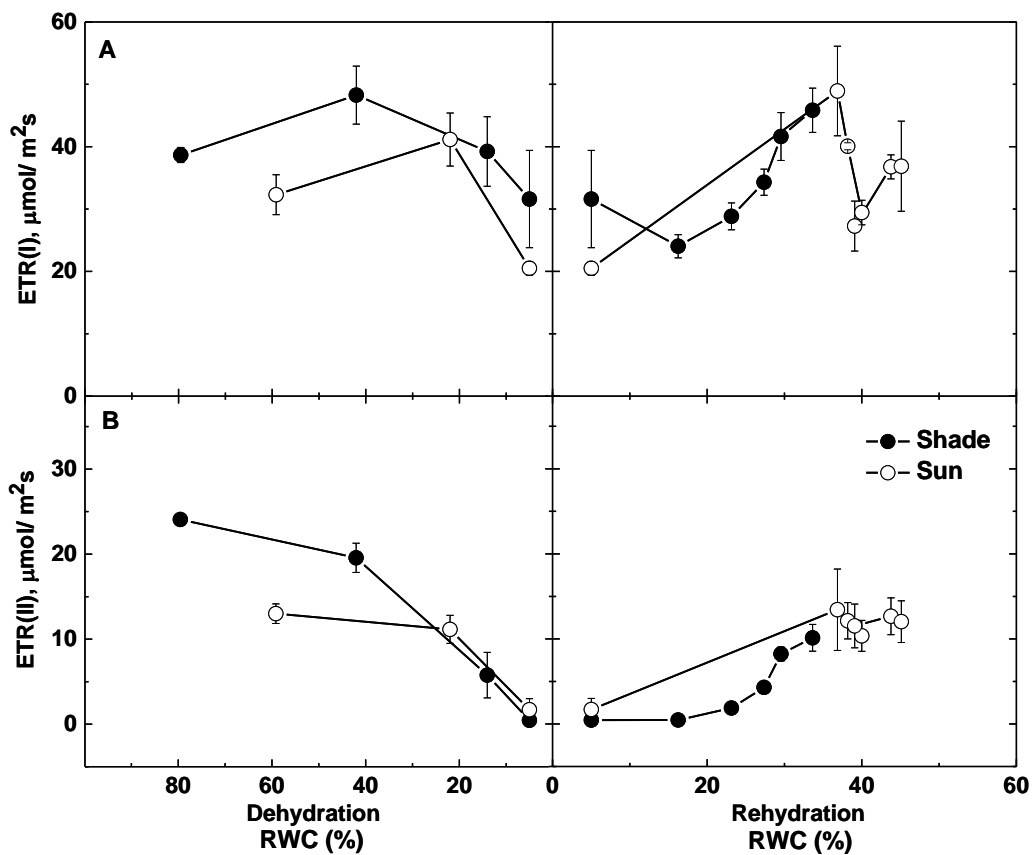 A
60
40
20
0
ETR(I), μmol/ m²s
B
30
20
10
0
ETR(II), μmol/ m²s
Shade
Sun
80 60 40 20 0 20 40 60
Dehydration Rehydration
RWC (%) RWC (%)